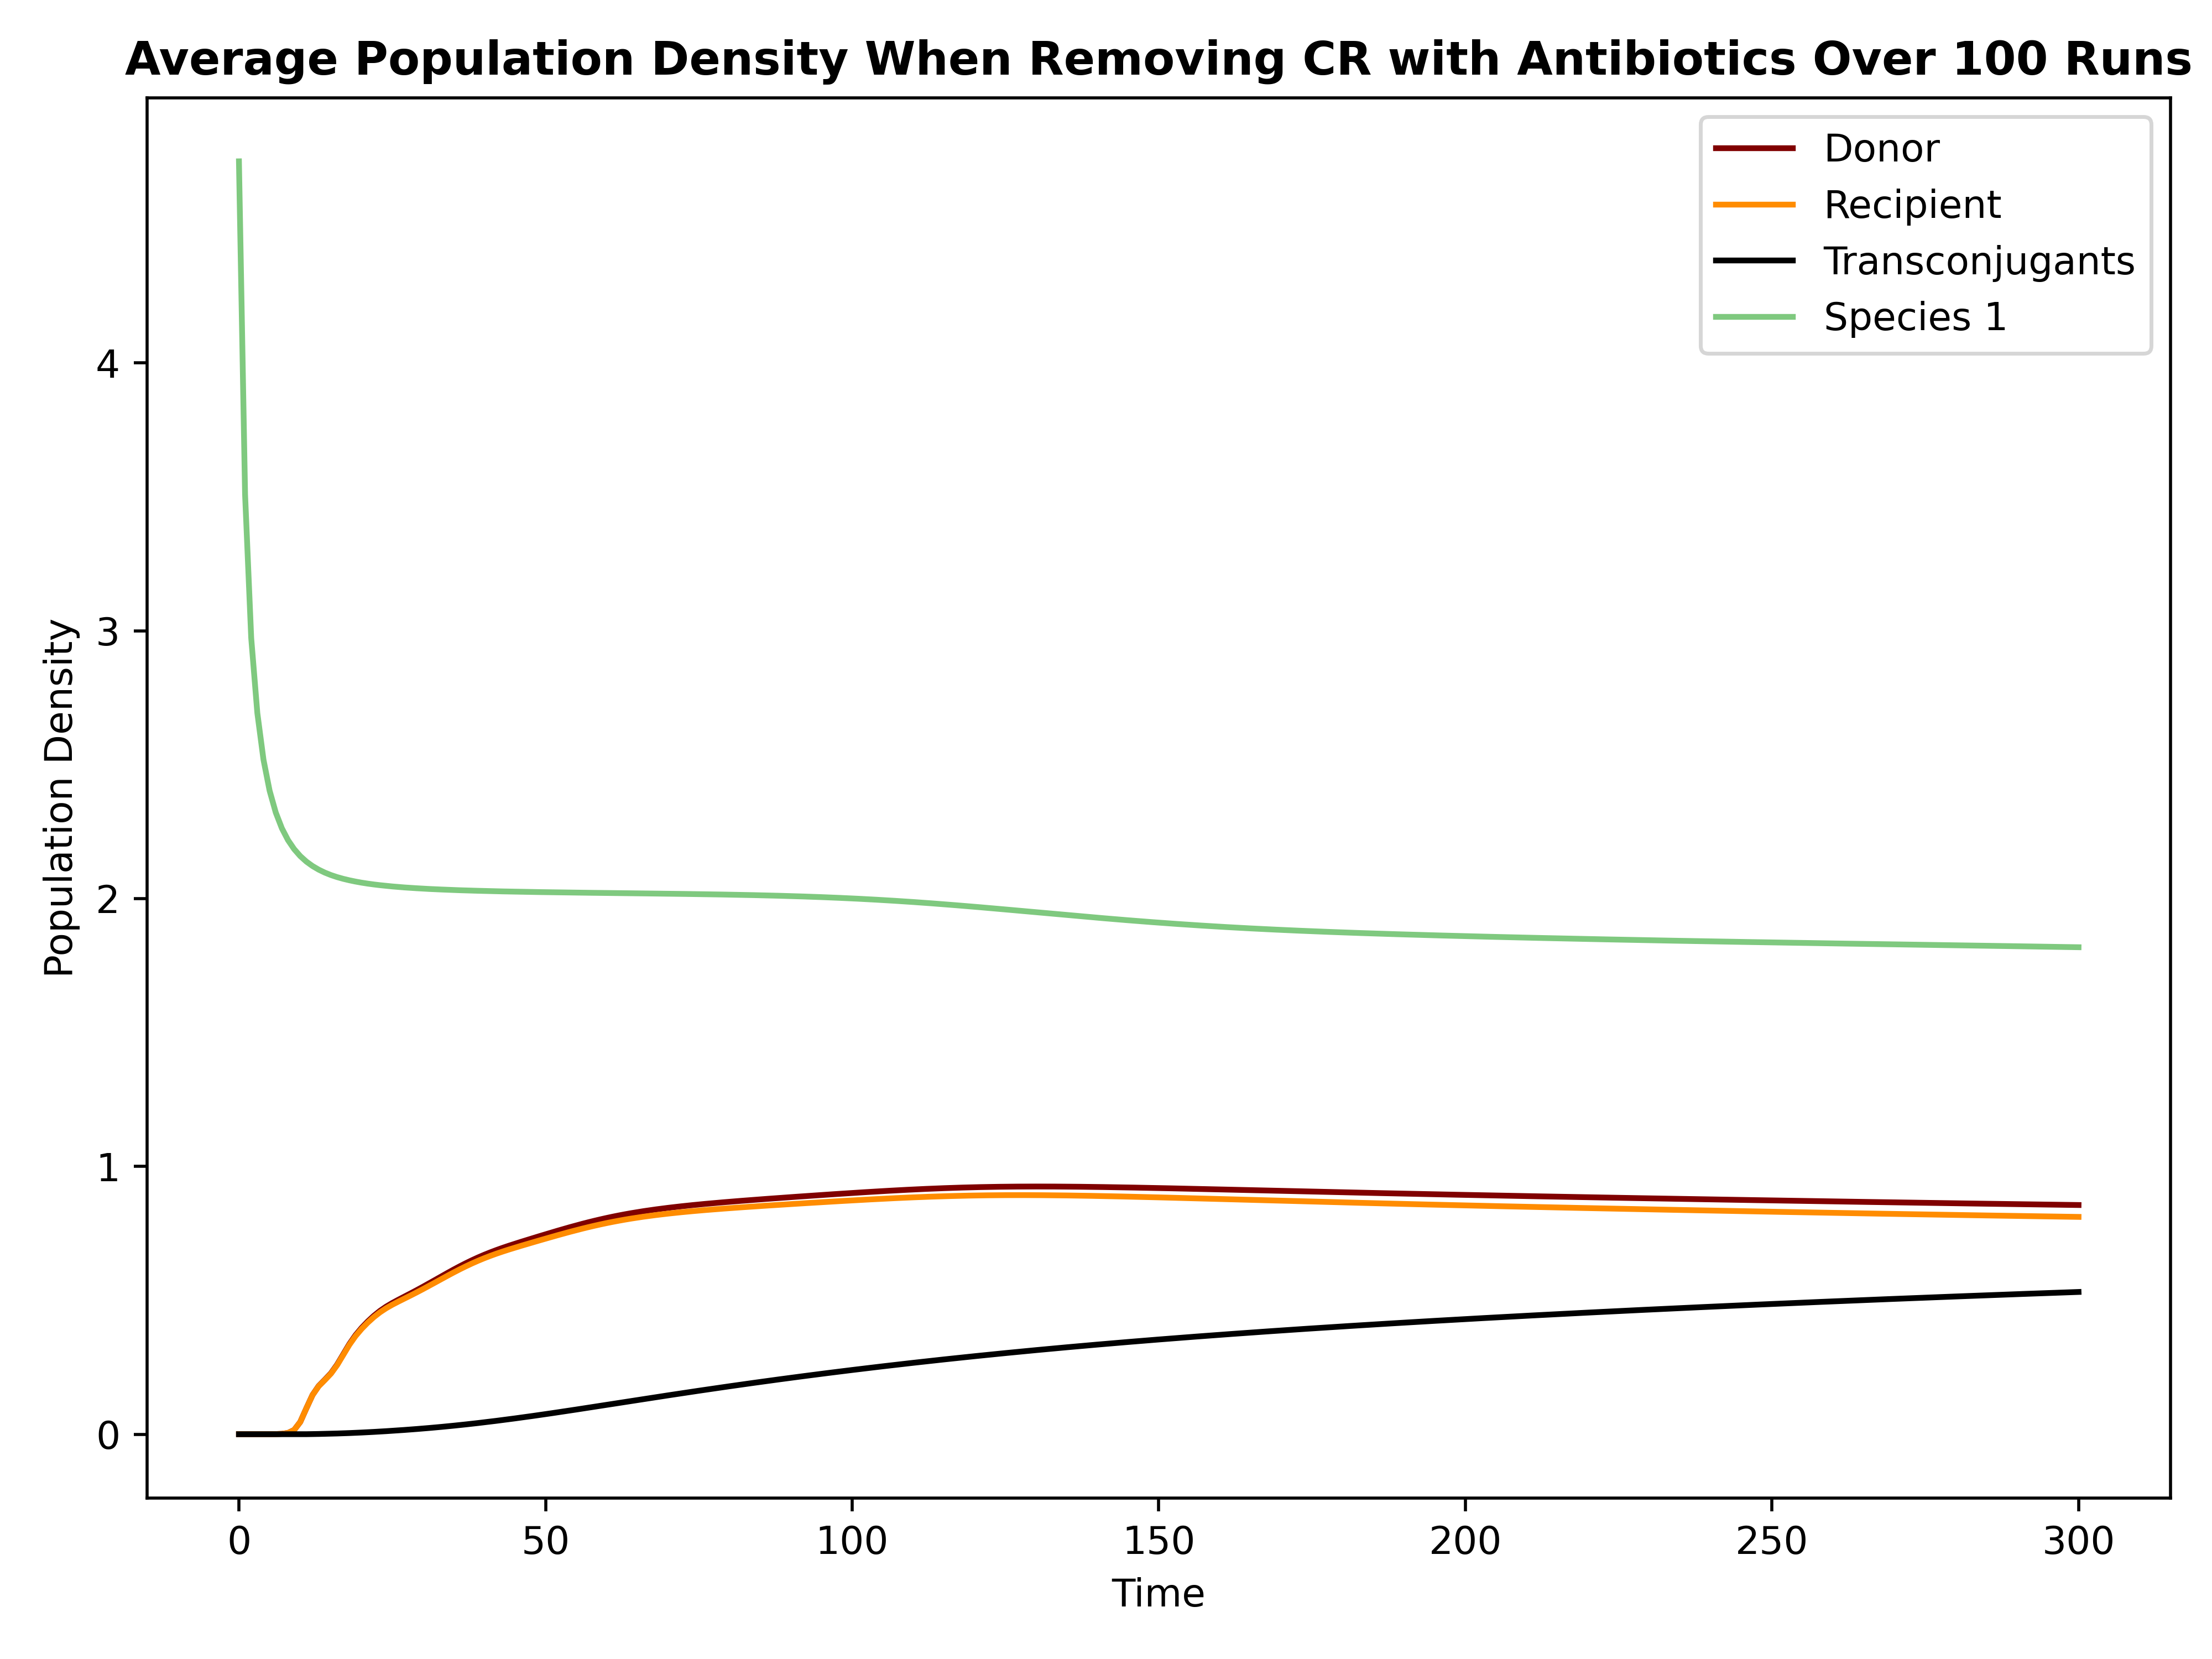 Average Population Density When Removing CR with Antibiotics Over 100 Runs
Donor
Recipient
Transconjugants
Species 1
4
3
2
1
0
Population Density
0 50 100 150 200 250 300
Time